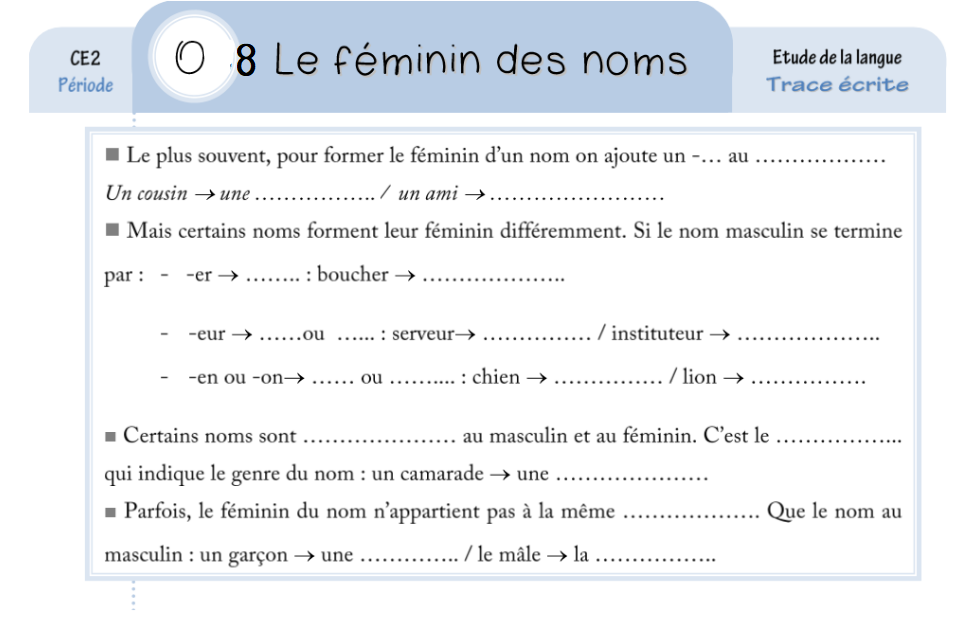 CE2
Période
O .8 Le féminin des noms
Etude de la langue
Trace écrite
■ Le plus souvent, pour former le féminin d'un nom on ajoute un -… au ………………
Un cousin → une …………….. / un ami → ……………………….
■ Mais certains noms forment leur féminin différemment. Si le nom masculin se termine
par : - -er → …….. : boucher → ………………..
- -eur → ……ou …... : serveur→ …………… / instituteur → ………………..
- -en ou -on→ …… ou …….... : chien → …………… / lion → …………….
■ Certains noms sont ………………… au masculin et au féminin. C'est le ……………...
qui indique le genre du nom : un camarade → une …………………
■ Parfois, le féminin du nom n'appartient pas à la même ………………. Que le nom au
masculin : un garçon → une ………….. / le mâle → la ……………..